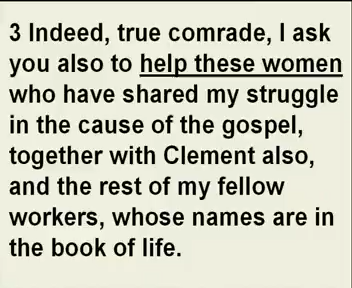 3 Indeed, true comrade, I ask
you also to help these women
who have shared my struggle
in the cause of the gospel,
together with Clement also,
and the rest of my fellow
workers, whose names are in
the book of life.